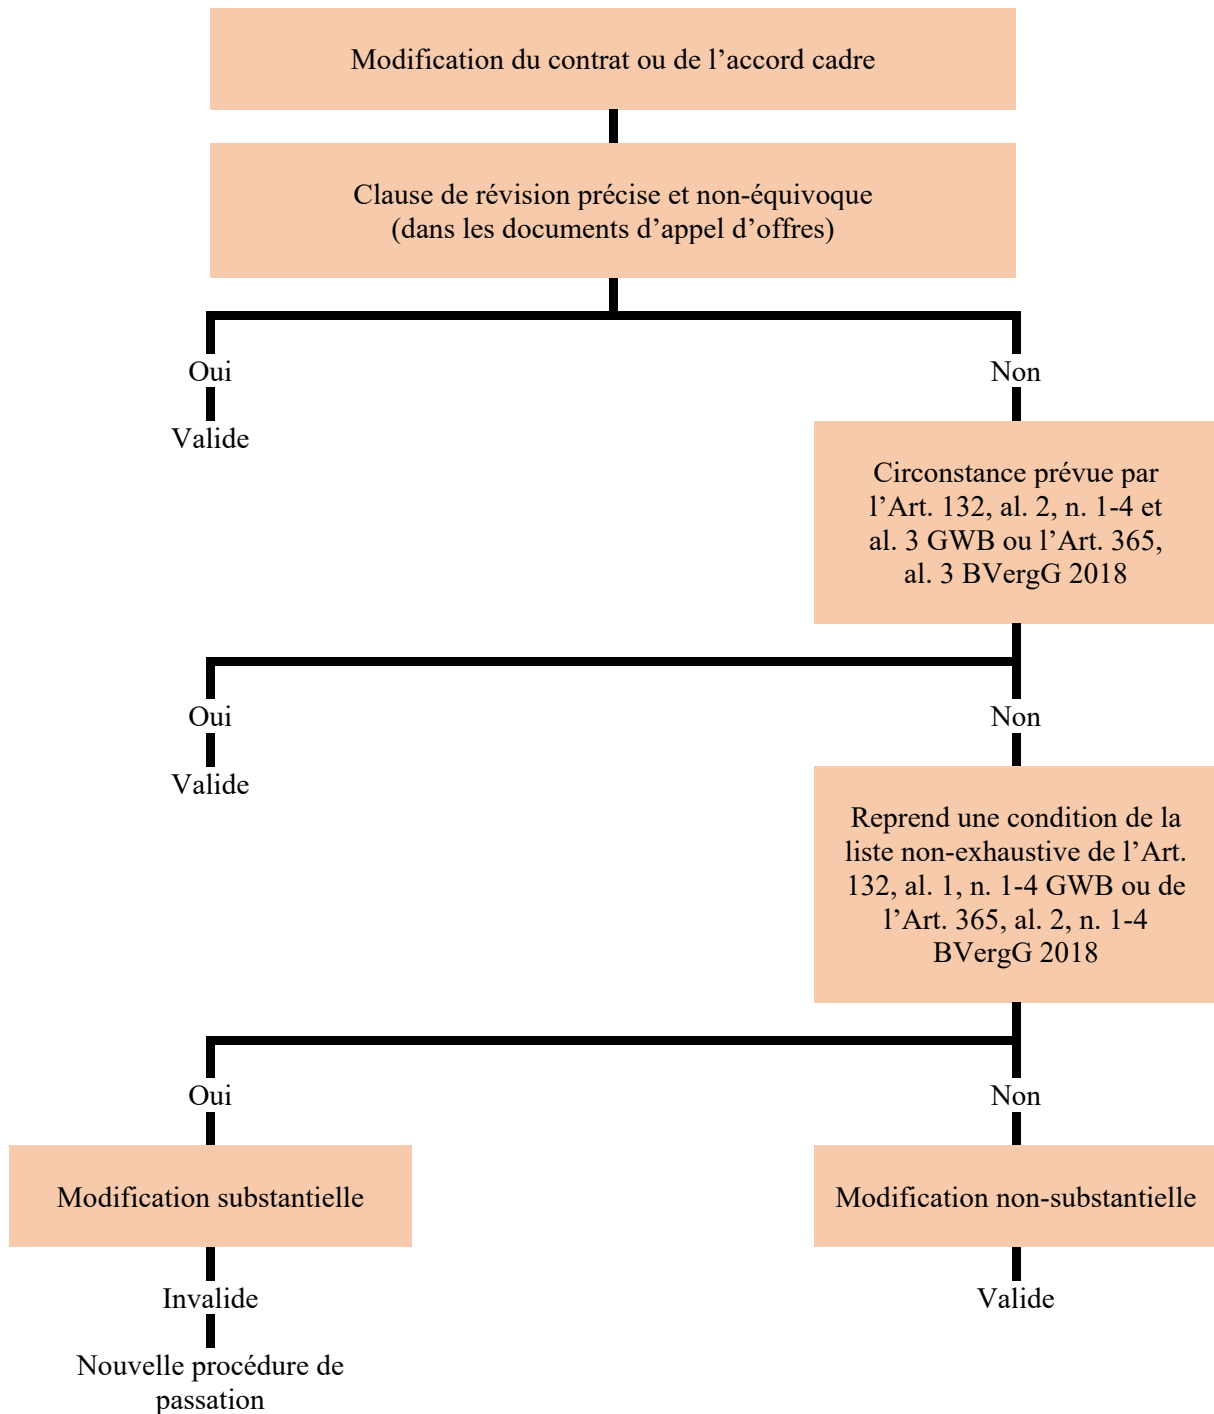 Modification du contrat ou de l’accord cadre
Clause de révision précise et non-équivoque
(dans les documents d’appel d’offres)
Oui
Non
Valide
Circonstance prévue par
l’Art. 132, al. 2, n. 1-4 et
al. 3 GWB ou l’Art. 365,
al. 3 BVergG 2018
Oui
Non
Valide
Reprend une condition de la
liste non-exhaustive de l’Art.
132, al. 1, n. 1-4 GWB ou de
l’Art. 365, al. 2, n. 1-4
BVergG 2018
Oui
Non
Modification substantielle
Modification non-substantielle
Invalide
Valide
Nouvelle procédure de
passation